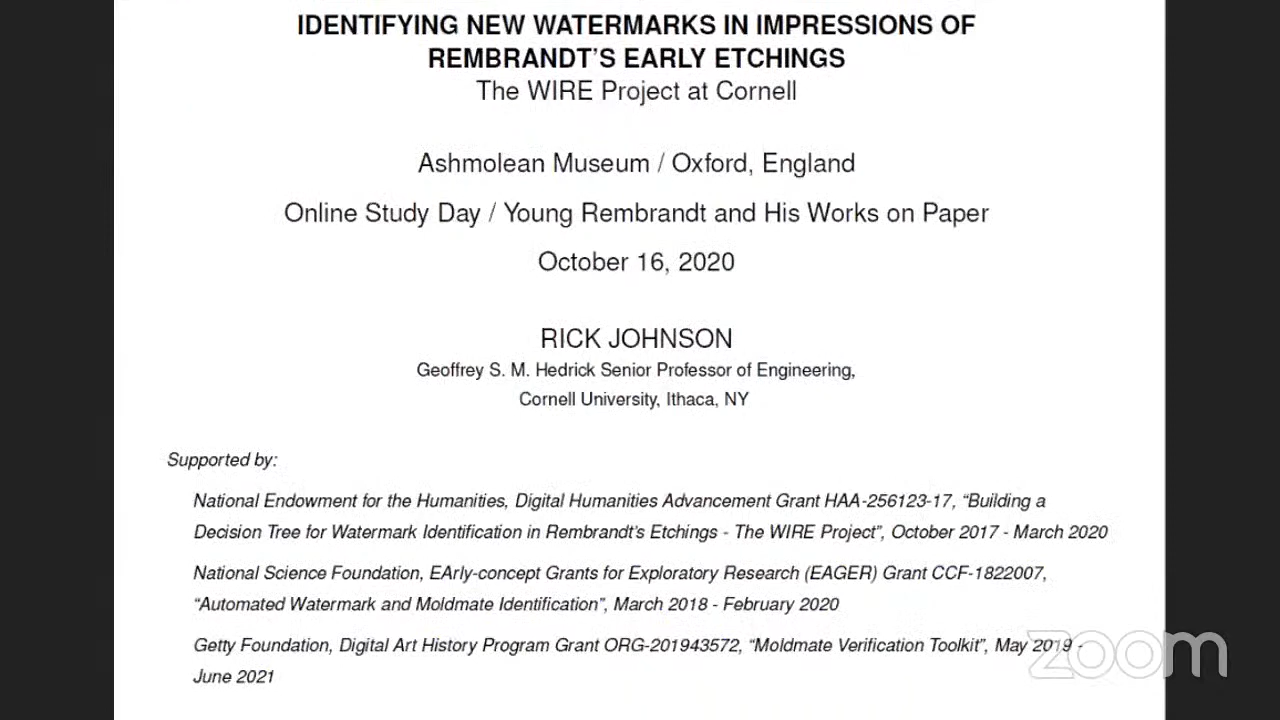 IDENTIFYING NEW WATERMARKS IN IMPRESSIONS OF
REMBRANDT'S EARLY ETCHINGS
The WIRE Project at Cornell
Ashmolean Museum / Oxford, England
Online Study Day / Young Rembrandt and His Works on Paper
October 16, 2020
RICK JOHNSON
Geoffrey S. M. Hedrick Senior Professor of Engineering,
Cornell University, Ithaca, NY
Supported by:
National Endowment for the Humanities, Digital Humanities Advancement Grant HAA-256123-17, “Building a
Decision Tree for Watermark Identification in Rembrandt's Etchings - The WIRE Project”, October 2017 - March 2020
National Science Foundation, EArly-concept Grants for Exploratory Research (EAGER) Grant CCF-1822007,
“Automated Watermark and Moldmate Identification”, March 2018 - February 2020
Getty Foundation, Digital Art History Program Grant ORG-201943572, “Moldmate Verification Toolkit”, May 2019 -
June 2021
zoom